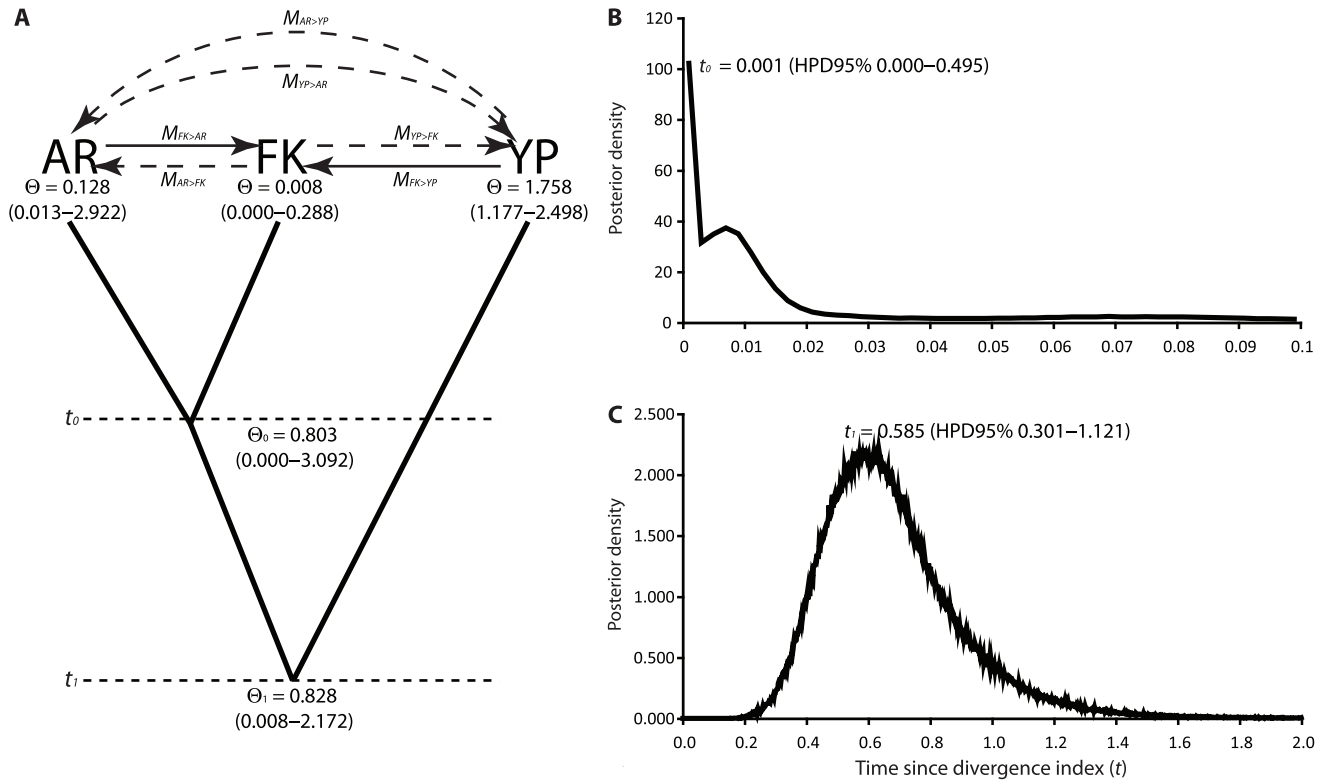 A
M AR>YP
M YP>AR
M FK>AR
M YP>FK
AR FK YP
M AR>FK
M FK>YP
Θ = 0.128
(0.013–2.922)
Θ = 0.008
(0.000–0.288)
Θ = 1.758
(1.177–2.498)
t0
Θ0 = 0.803
(0.000–3.092)
t1
Θ1 = 0.828
(0.008–2.172)
B
t0 = 0.001 (HPD95% 0.000–0.495)
Posterior density
120
100
80
60
40
20
0
0 0.01 0.02 0.03 0.04 0.05 0.06 0.07 0.08 0.09 0.1
C
t1 = 0.585 (HPD95% 0.301–1.121)
Posterior density
2.500
2.000
1.500
1.000
0.500
0.000
0.0 0.2 0.4 0.6 0.8 1.0 1.2 1.4 1.6 1.8 2.0
Time since divergence index (t)